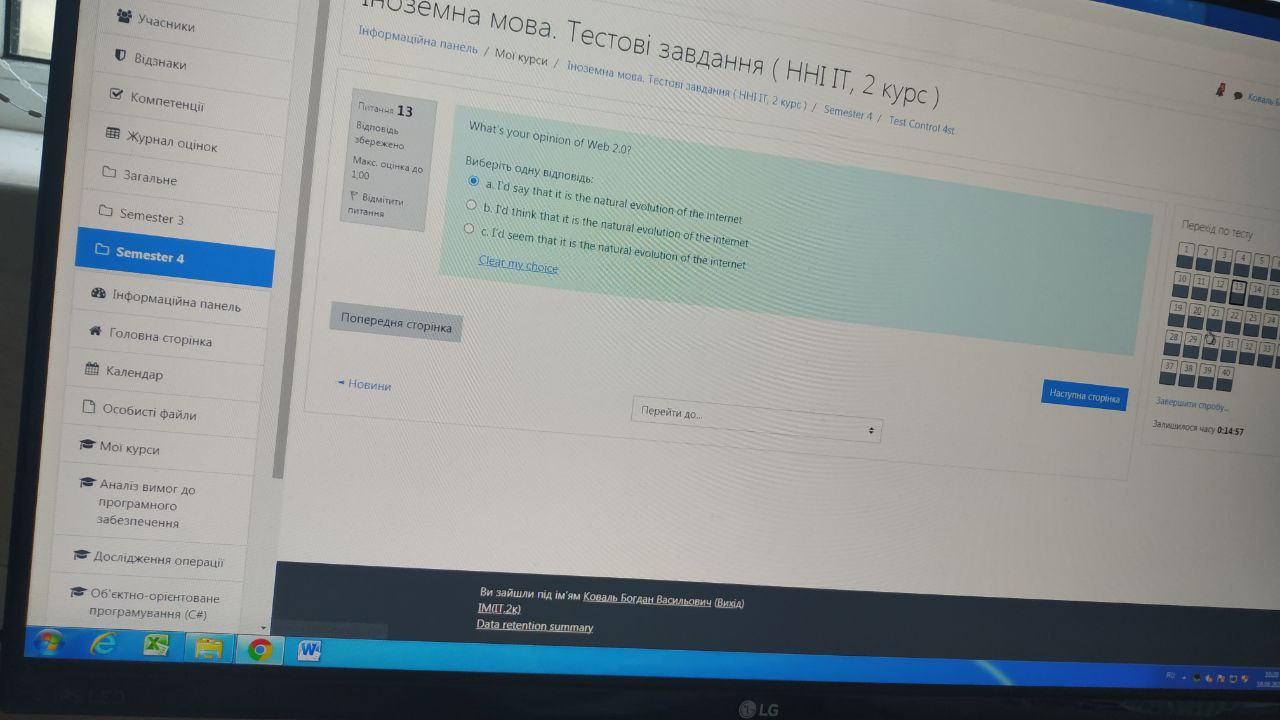 Іноземна мова. Тестові завдання ( ННІ ІТ, 2 курс )
Інформаційна панель / Мої курси / Іноземна мова. Тестові завдання ( ННІ ІТ, 2 курс ) / Semester 4 / Test Control 4st
Коваль
Учасники
Відзнаки
Компетенції
Журнал оцінок
Загальне
Semester 3
Semester 4
Інформаційна панель
Головна сторінка
Календар
Особисті файли
Мої курси
Аналіз вимог до
програмного
забезпечення
Дослідження операції
Об'єктно-орієнтоване
програмування (C#)
Питання 13
Відповідь
збережено
Макс. оцінка до
1,00
Відмітити
питання
What's your opinion of Web 2.0?
Виберіть одну відповідь:
a. I'd say that it is the natural evolution of the internet
b. I'd think that it is the natural evolution of the internet
c. I'd seem that it is the natural evolution of the internet
Clear my choice
Попередня сторінка
Наступна сторінка
◄ Новини
Перейти до...
Перехід по тесту
1 2 3 4 5
10 11 12 13 14 15
19 20 21 22 23 24
28 29 31 32 33
37 38 39 40
Завершити спробу...
Залишилося часу 0:14:57
Ви зайшли під ім'ям Коваль Богдан Васильович (Вихід)
ІМ(ІТ,2к)
Data retention summary
RU
LG